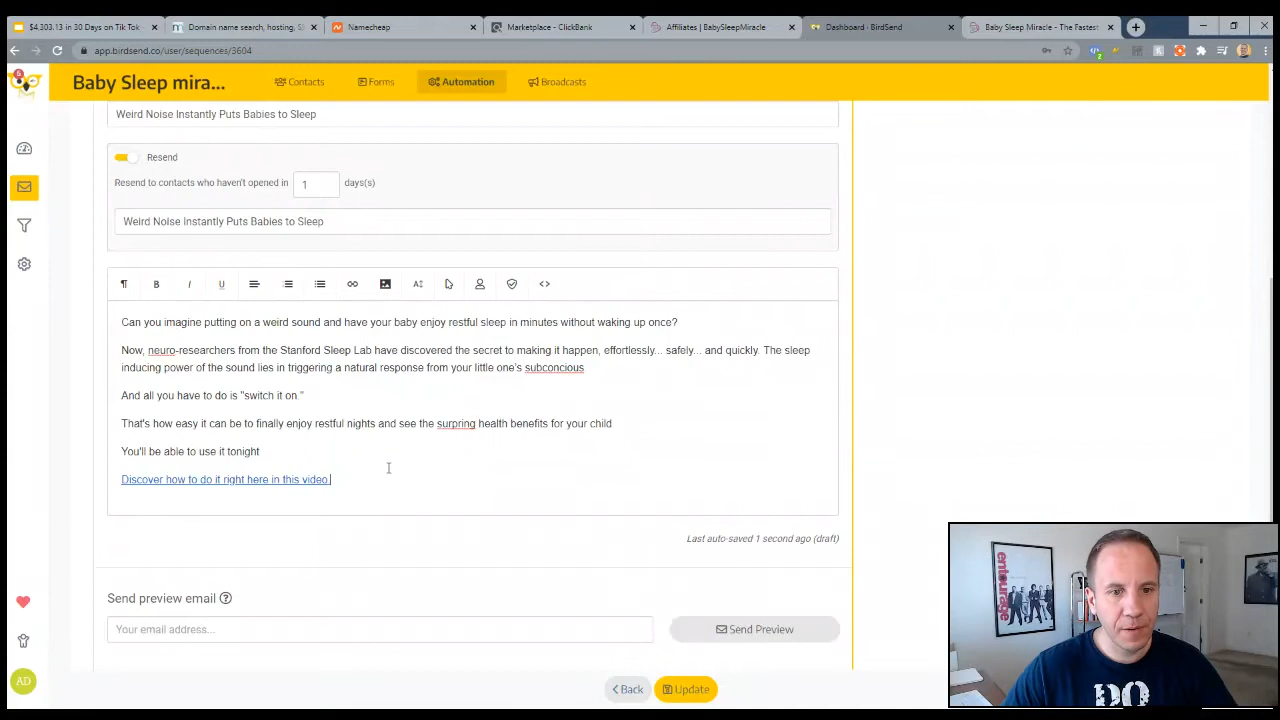 $4,303.13 in 30 Days on Tik Tok
Domain name search, hosting, S
Namecheap
Marketplace - ClickBank
Affiliates | BabySleepMiracle
Dashboard - BirdSend
Baby Sleep Miracle - The Fastest
app.birdsend.co/user/sequences/3604
Baby Sleep mira...
Contacts
Forms
Automation
Broadcasts
Weird Noise Instantly Puts Babies to Sleep
Resend
Resend to contacts who haven't opened in 1 days(s)
Weird Noise Instantly Puts Babies to Sleep
Can you imagine putting on a weird sound and have your baby enjoy restful sleep in minutes without waking up once?
Now, neuro-researchers from the Stanford Sleep Lab have discovered the secret to making it happen, effortlessly... safely... and quickly. The sleep
inducing power of the sound lies in triggering a natural response from your little one's subconcious
And all you have to do is "switch it on."
That's how easy it can be to finally enjoy restful nights and see the surpring health benefits for your child
You'll be able to use it tonight
Discover how to do it right here in this video
Last auto-saved 1 second ago (draft)
Send preview email
Your email address...
Send Preview
Back
Update
AD
entourage